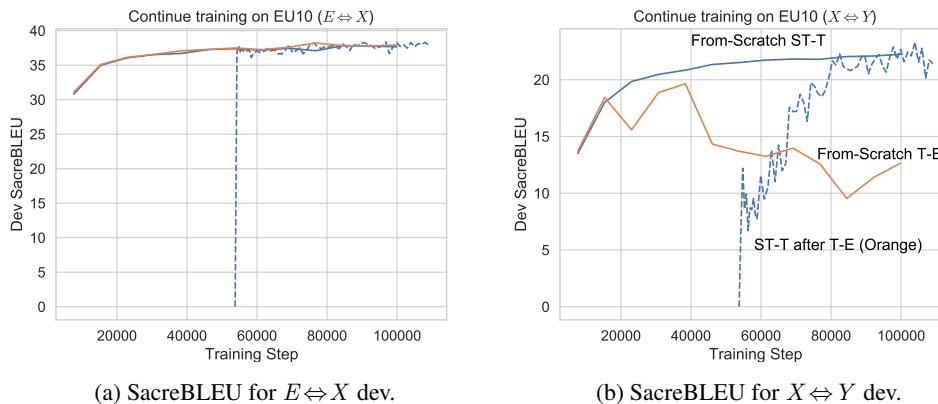 Continue training on EU10 (E⇔X)
40
35
30
25
20
15
10
5
0
Dev SacreBLEU
20000 40000 60000 80000 100000
Training Step
(a) SacreBLEU for E⇔X dev.
Continue training on EU10 (X⇔Y)
From-Scratch ST-T
20
15
From-Scratch T-E
10
ST-T after T-E (Orange)
5
0
Dev SacreBLEU
20000 40000 60000 80000 100000
Training Step
(b) SacreBLEU for X⇔Y dev.